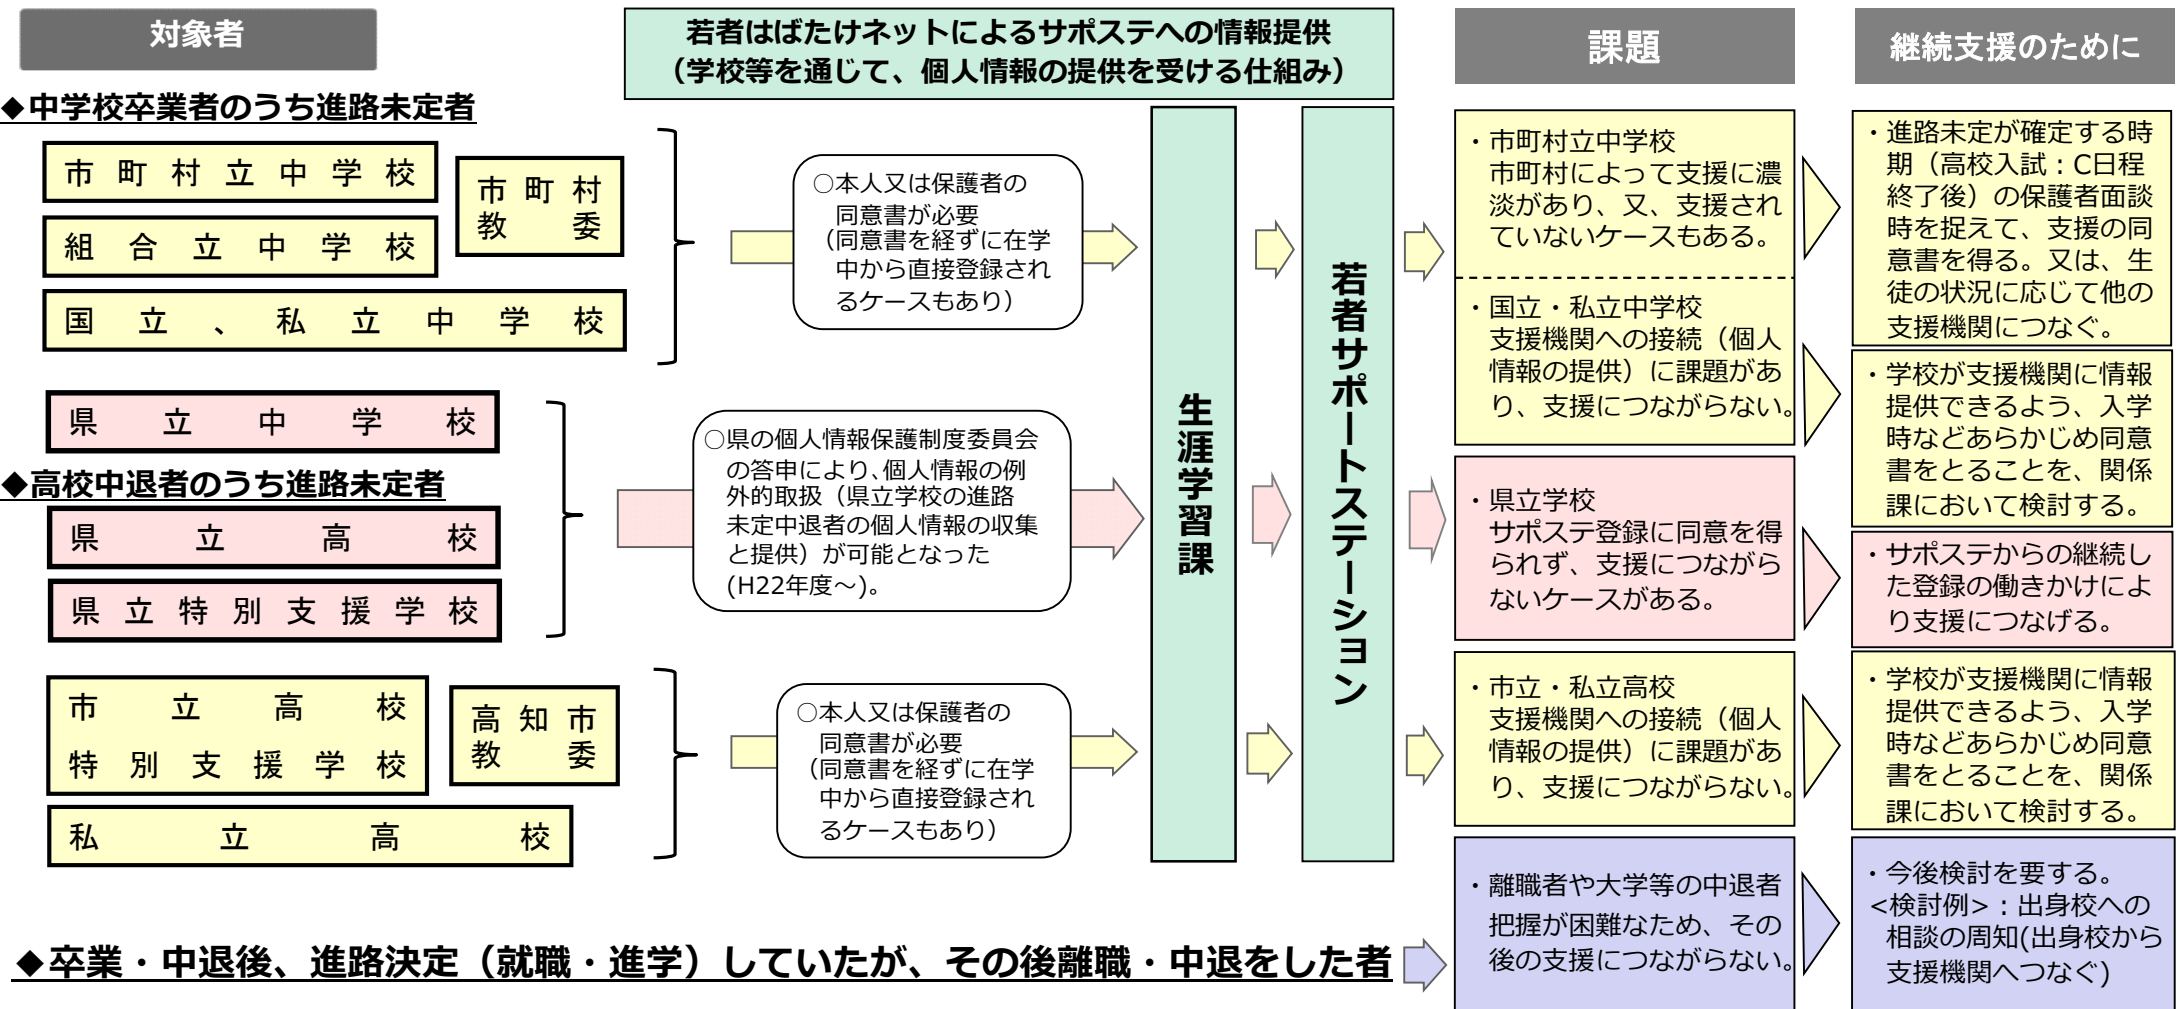 対象者
若者はばたけネットによるサポステへの情報提供
（学校等を通じて、個人情報の提供を受ける仕組み）
課題
継続支援のために
◆中学校卒業者のうち進路未定者
市町村立中学校
組合立中学校
市町村
教委
国立、私立中学校
○本人又は保護者の
同意書が必要
（同意書を経ずに在学
中から直接登録され
るケースもあり）
県立中学校
◆高校中退者のうち進路未定者
県立高校
県立特別支援学校
○県の個人情報保護制度委員会
の答申により、個人情報の例
外的取扱（県立学校の進路
未定中退者の個人情報の収集
と提供）が可能となった
(H22年度～)。
市立高校
特別支援学校
高知市
教委
私立高校
○本人又は保護者の
同意書が必要
（同意書を経ずに在学
中から直接登録され
るケースもあり）
生涯学習課
若者サポートステーション
・市町村立中学校
市町村によって支援に濃
淡があり、又、支援され
ていないケースもある。
・国立・私立中学校
支援機関への接続（個人
情報の提供）に課題があ
り、支援につながらない。
・県立学校
サポステ登録に同意を得
られず、支援につながら
ないケースがある。
・市立・私立高校
支援機関への接続（個人
情報の提供）に課題があ
り、支援につながらない。
・離職者や大学等の中退者
把握が困難なため、その
後の支援につながらない。
・進路未定が確定する時
期（高校入試：C日程
終了後）の保護者面談
時を捉えて、支援の同
意書を得る。又は、生
徒の状況に応じて他の
支援機関につなぐ。
・学校が支援機関に情報
提供できるよう、入学
時などあらかじめ同意
書をとることを、関係
課において検討する。
・サポステからの継続し
た登録の働きかけによ
り支援につなげる。
・学校が支援機関に情報
提供できるよう、入学
時などあらかじめ同意
書をとることを、関係
課において検討する。
・今後検討を要する。
<検討例>：出身校への
相談の周知(出身校から
支援機関へつなぐ)
◆卒業・中退後、進路決定（就職・進学）していたが、その後離職・中退をした者